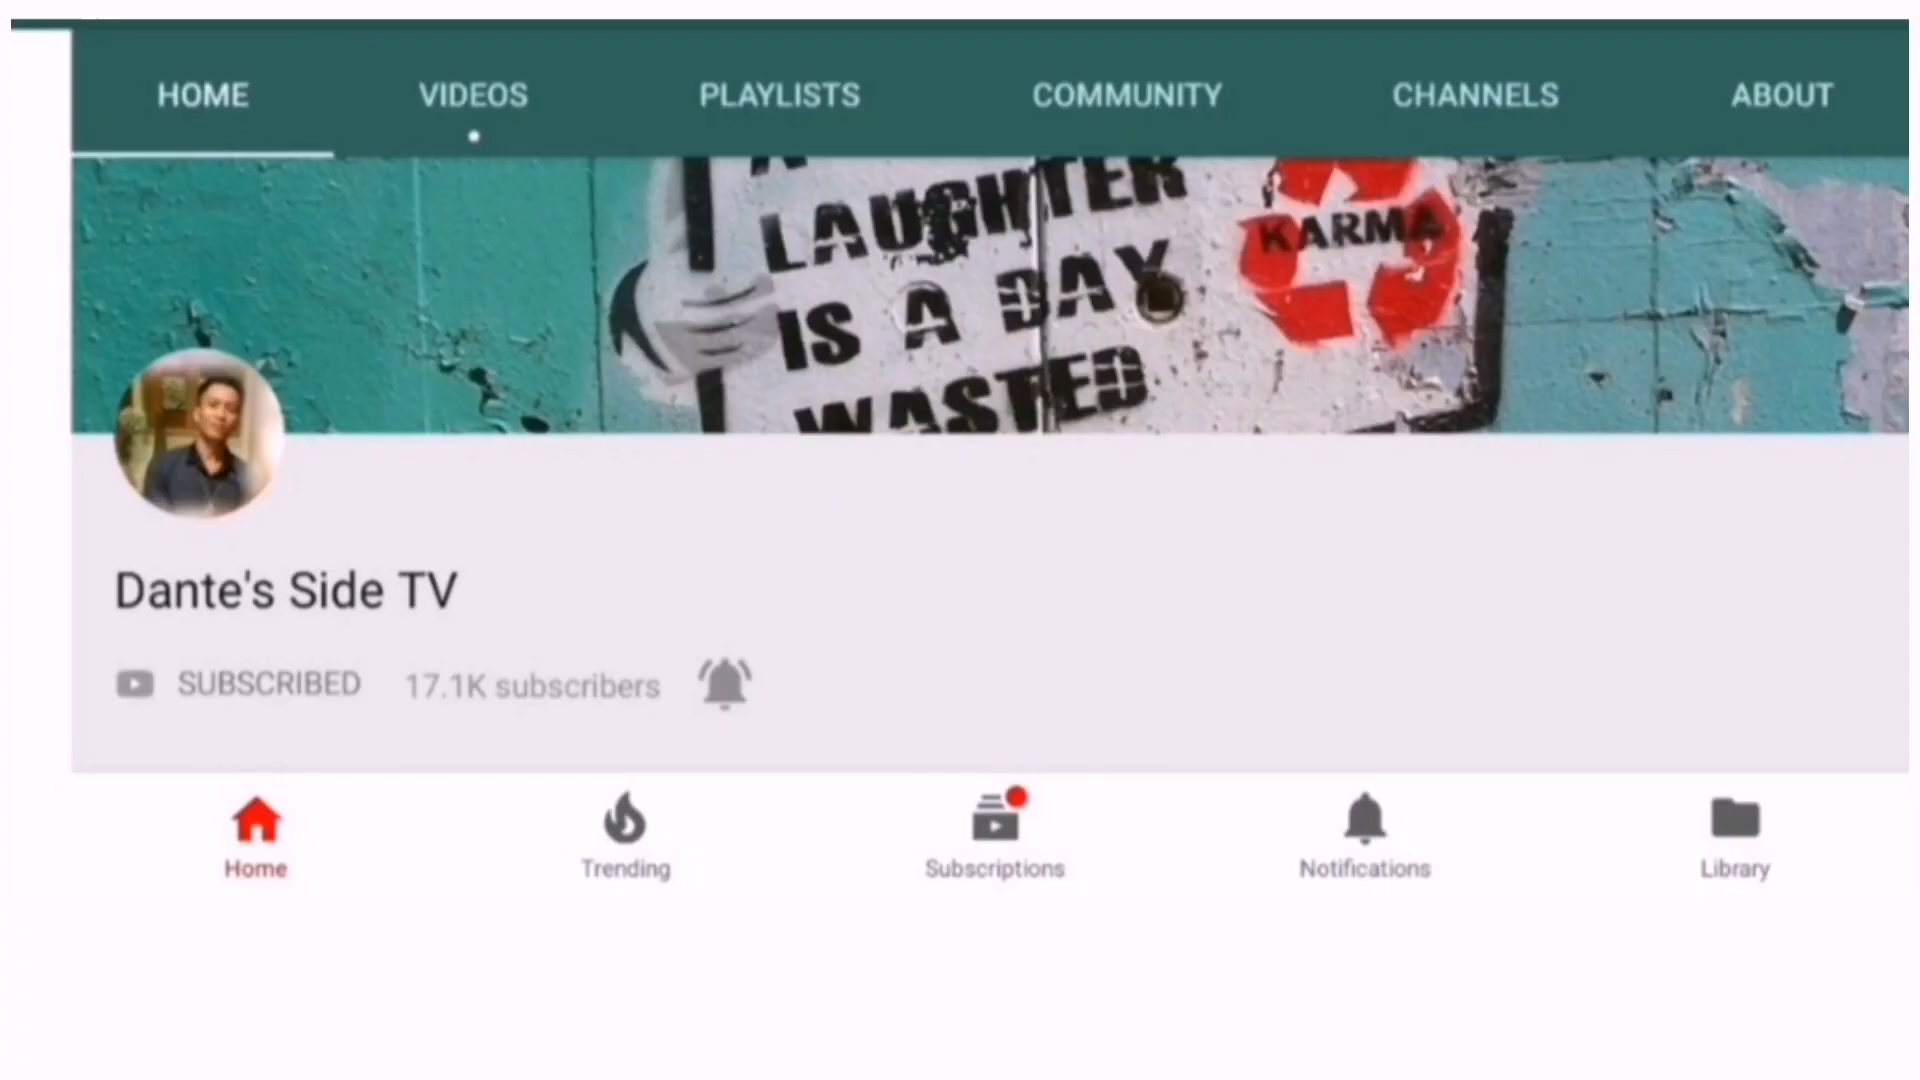 HOME VIDEOS PLAYLISTS COMMUNITY CHANNELS ABOUT
LAUGHTER
IS A DAY
WASTED
KARMA
Dante's Side TV
SUBSCRIBED 17.1K subscribers
Home Trending Subscriptions Notifications Library